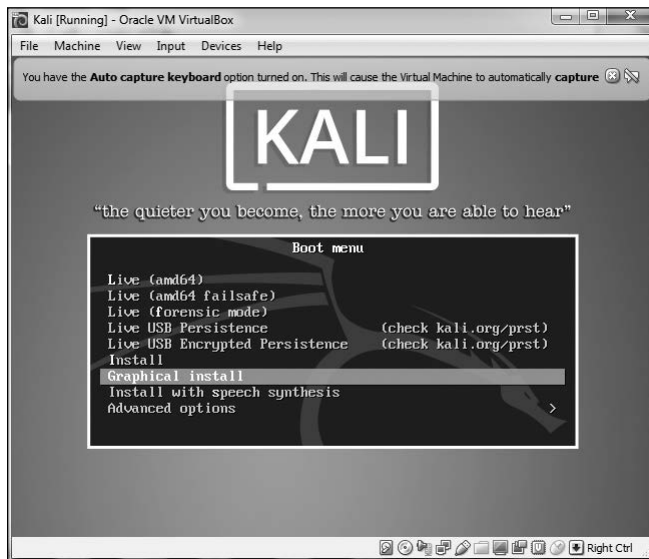 Kali [Running] - Oracle VM VirtualBox
File Machine View Input Devices Help
You have the Auto capture keyboard option turned on. This will cause the Virtual Machine to automatically capture
KALI
“the quieter you become, the more you are able to hear”
Boot menu
Live (amd64)
Live (amd64 failsafe)
Live (forensic mode)
Live USB Persistence (check kali.org/prst)
Live USB Encrypted Persistence (check kali.org/prst)
Install
Graphical install
Install with speech synthesis
Advanced options >
Right Ctrl